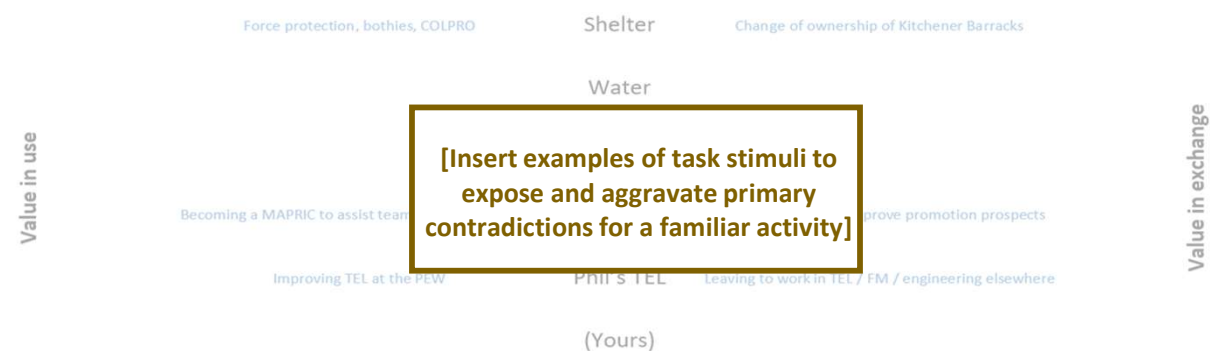 Force protection, bothies, COLPRO Shelter Change of ownership of Kitchener Barracks
Water
Value in use
Value in exchange
[Insert examples of task stimuli to
expose and aggravate primary
contradictions for a familiar activity]
Becoming a MAPRIC to assist team prove promotion prospects
Improving TEL at the PEW Phil's TEL Leaving to work in TEL / FM / engineering elsewhere
(Yours)